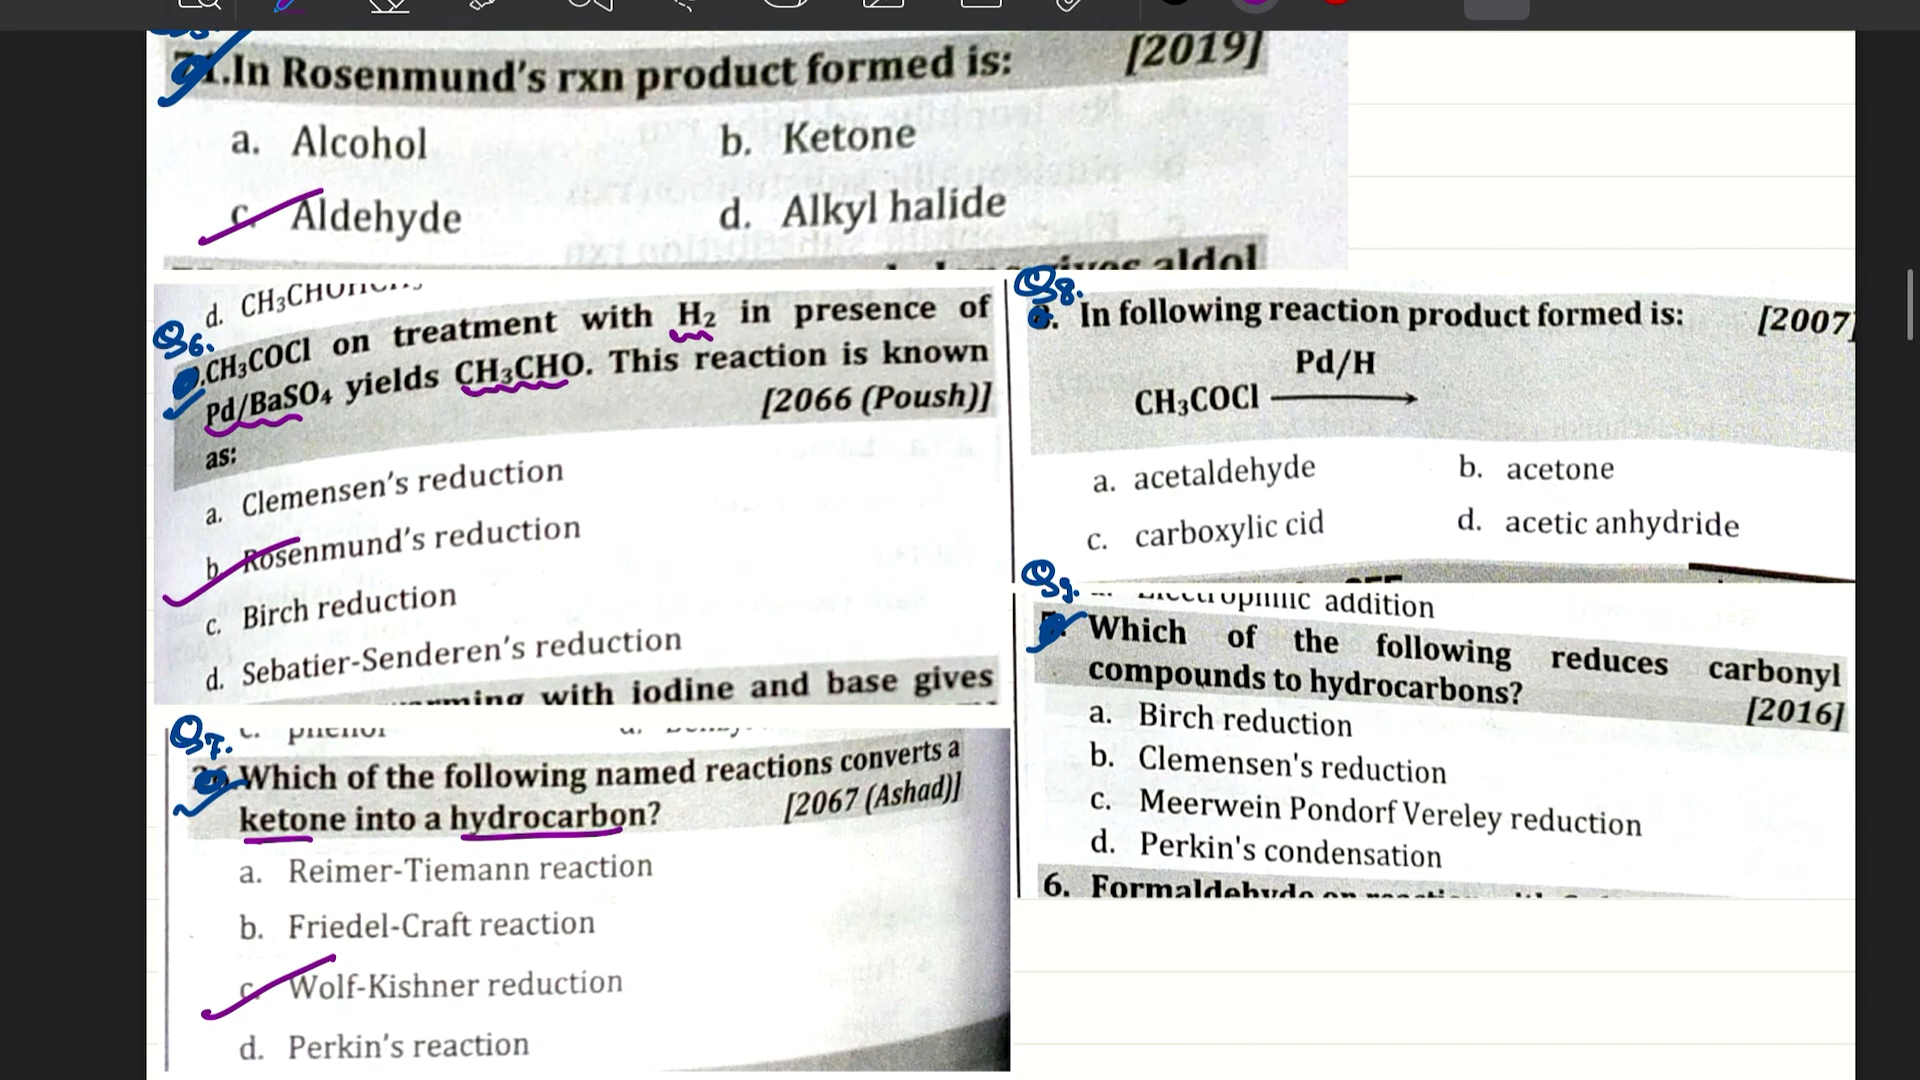 .In Rosenmund's rxn product formed is: [2019]
a. Alcohol b. Ketone
c. Aldehyde d. Alkyl halide
aldol
d.
Q6.
.CH₃COCl on treatment with H₂ in presence of
Pd/BaSO₄ yields CH₃CHO. This reaction is known
as: [2066 (Poush)]
a. Clemensen's reduction
b. Rosenmund's reduction
c. Birch reduction
d. Sebatier-Senderen's reduction
with iodine and base gives
Q7.
c. phenol
Which of the following named reactions converts a
ketone into a hydrocarbon? [2067 (Ashad)]
a. Reimer-Tiemann reaction
b. Friedel-Craft reaction
c. Wolf-Kishner reduction
d. Perkin's reaction
Q8.
. In following reaction product formed is: [2007]
Pd/H
CH₃COCl
a. acetaldehyde b. acetone
c. carboxylic cid d. acetic anhydride
Q9.
addition
Which of the following reduces carbonyl
compounds to hydrocarbons? [2016]
a. Birch reduction
b. Clemensen's reduction
c. Meerwein Pondorf Vereley reduction
d. Perkin's condensation
6. Formaldehyde on